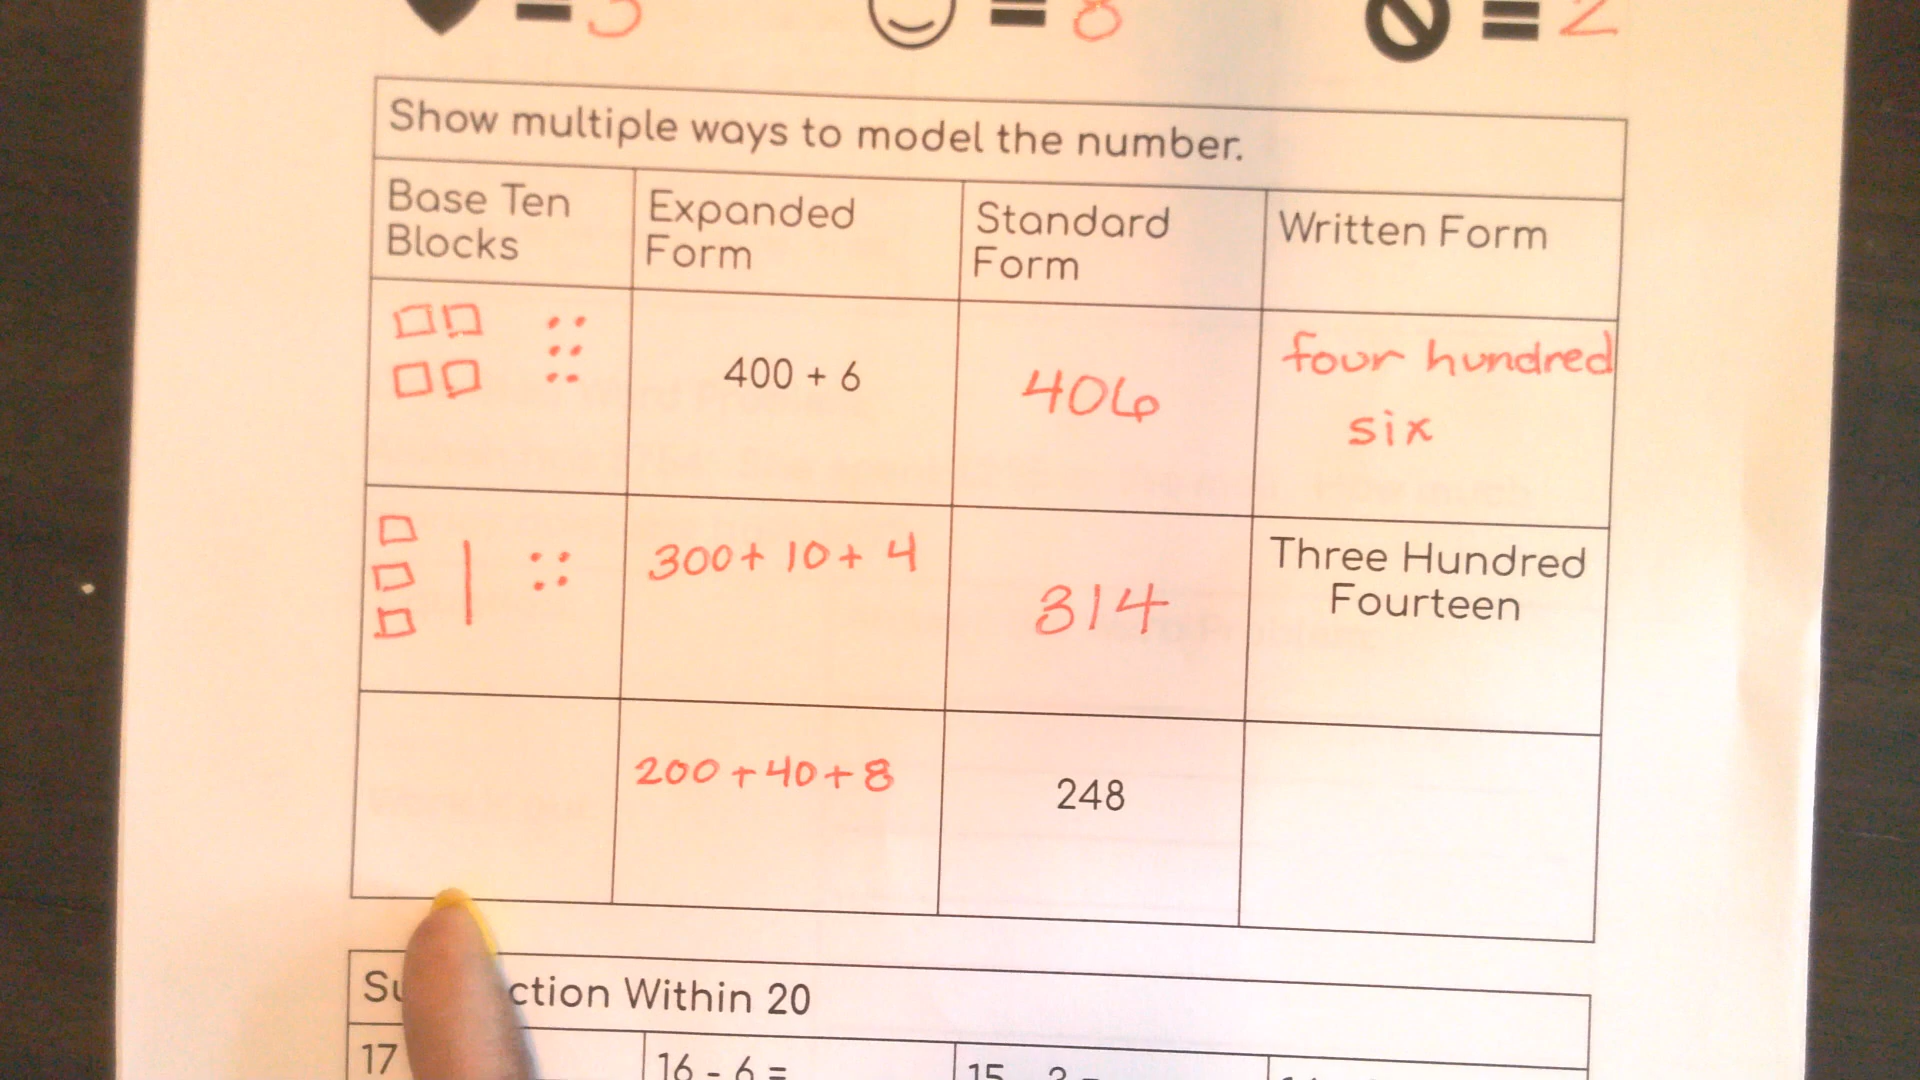 = 8
= 2
Show multiple ways to model the number.
Base Ten Blocks
Expanded Form
Standard Form
Written Form
400 + 6
406
four hundred
six
300 + 10 + 4
314
Three Hundred
Fourteen
200 + 40 + 8
248
ction Within 20
17
16 - 6 =
15